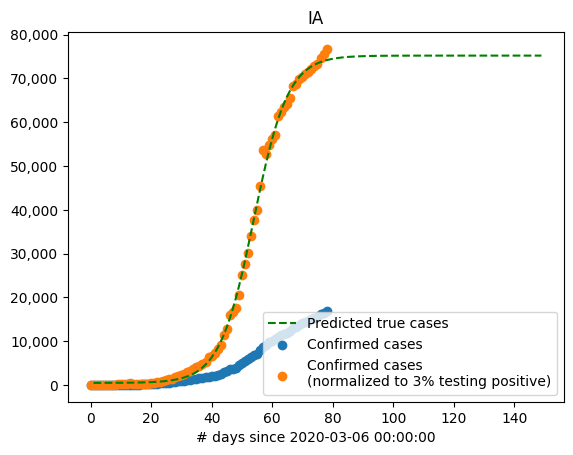 IA
80,000
70,000
60,000
50,000
40,000
30,000
20,000
10,000
0
Predicted true cases
Confirmed cases
Confirmed cases
(normalized to 3% testing positive)
0 20 40 60 80 100 120 140
# days since 2020-03-06 00:00:00